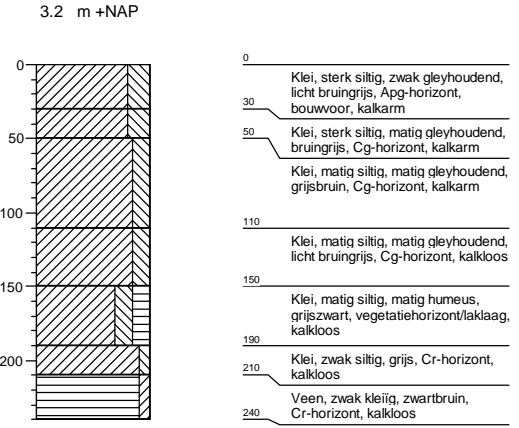 3.2 m +NAP
0
50
100
150
200
0
Klei, sterk siltig, zwak gleyhoudend,
licht bruingrijs, Apg-horizont,
bouwvoor, kalkarm
30
Klei, sterk siltig, matig gleyhoudend,
bruingrijs, Cg-horizont, kalkarm
50
Klei, matig siltig, matig gleyhoudend,
grijsbruin, Cg-horizont, kalkarm
110
Klei, matig siltig, matig gleyhoudend,
licht bruingrijs, Cg-horizont, kalkloos
150
Klei, matig siltig, matig humeus,
grijszwart, vegetatiehorizont/laklaag,
kalkloos
190
Klei, zwak siltig, grijs, Cr-horizont,
kalkloos
210
Veen, zwak kleiïg, zwartbruin,
Cr-horizont, kalkloos
240